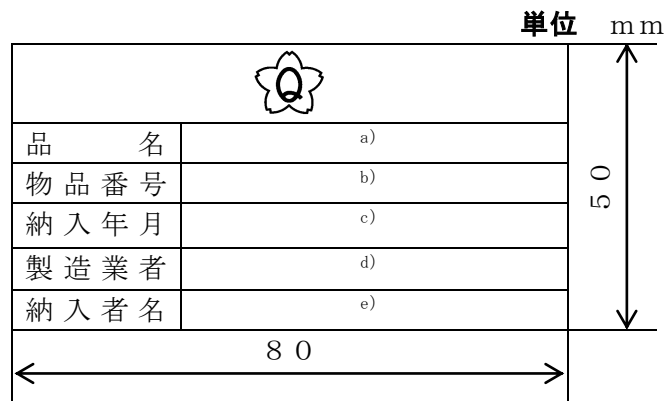 単位　ｍｍ
Q
品　　　名　a)
物品番号　b)
納入年月　c)
製造業者　d)
納入者名　e)
５０
８０